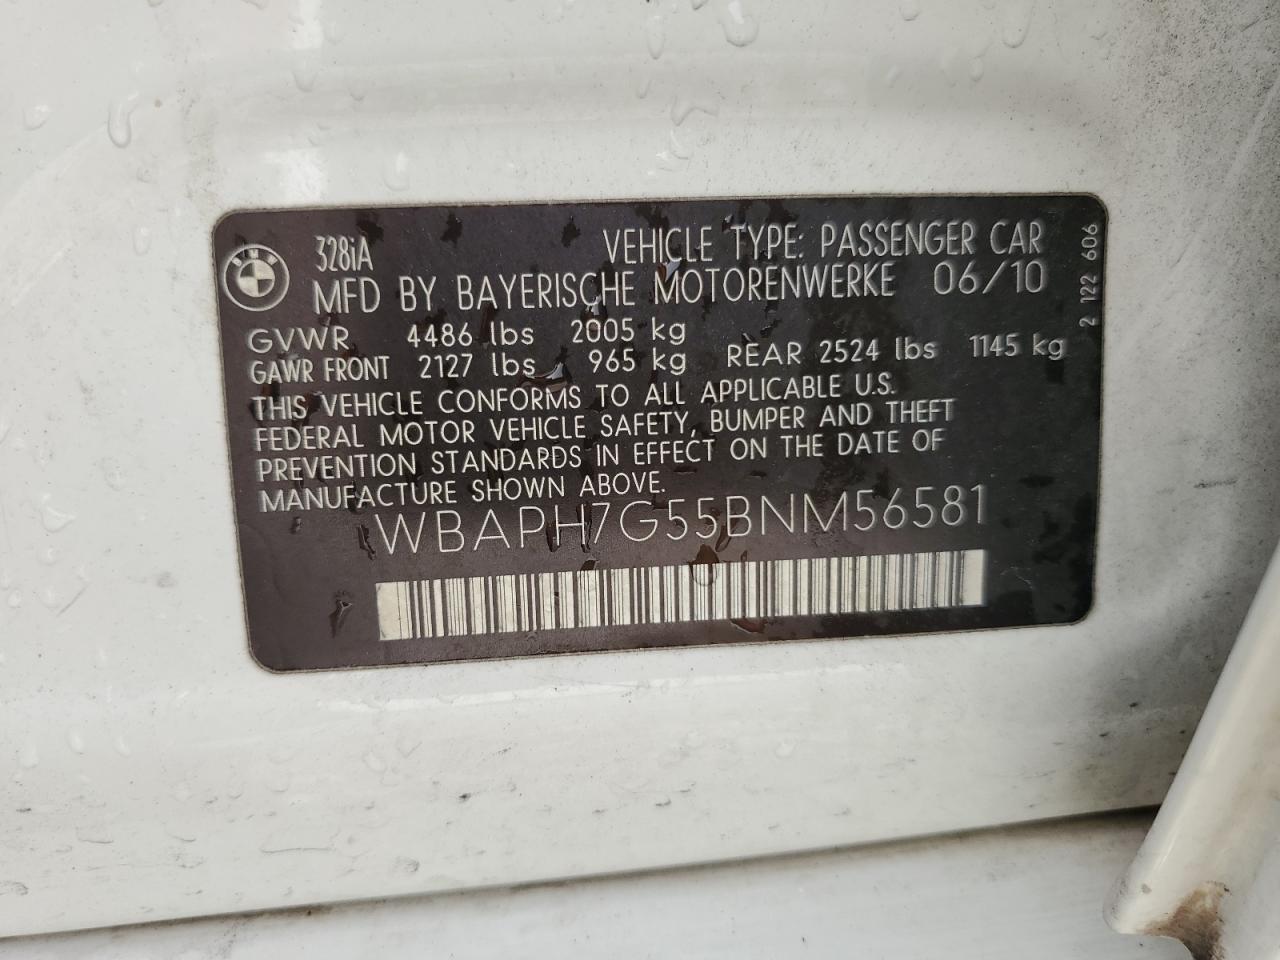 BMW
328iA
VEHICLE TYPE: PASSENGER CAR
MFD BY BAYERISCHE MOTORENWERKE 06/10
GVWR 4486 lbs 2005 kg
GAWR FRONT 2127 lbs 965 kg REAR 2524 lbs 1145 kg
THIS VEHICLE CONFORMS TO ALL APPLICABLE U.S.
FEDERAL MOTOR VEHICLE SAFETY, BUMPER AND THEFT
PREVENTION STANDARDS IN EFFECT ON THE DATE OF
MANUFACTURE SHOWN ABOVE.
WBAPH7G55BNM56581
2 122 606